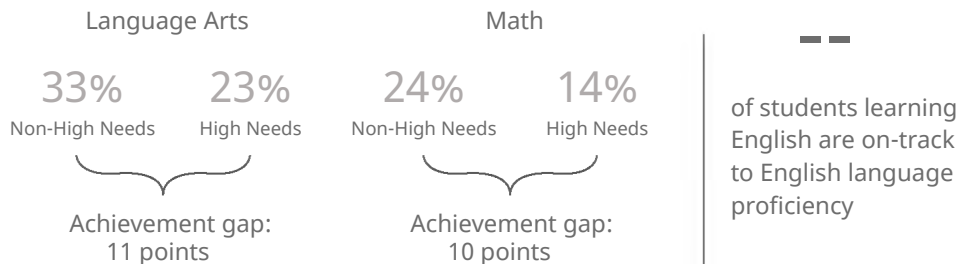 Language Arts
Math
33%
23%
24%
14%
Non-High Needs
High Needs
Non-High Needs
High Needs
Achievement gap:
11 points
Achievement gap:
10 points
--
of students learning
English are on-track
to English language
proficiency